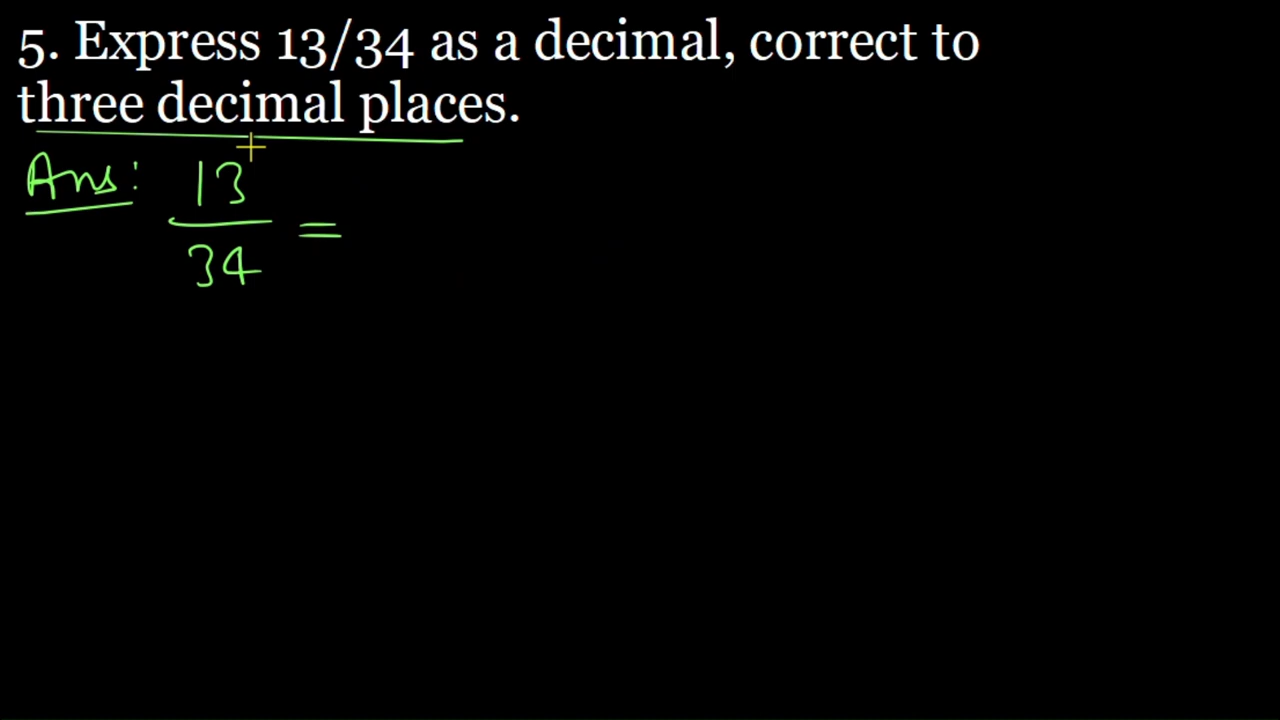 5. Express 13/34 as a decimal, correct to
three decimal places.
Ans: 13
34 =